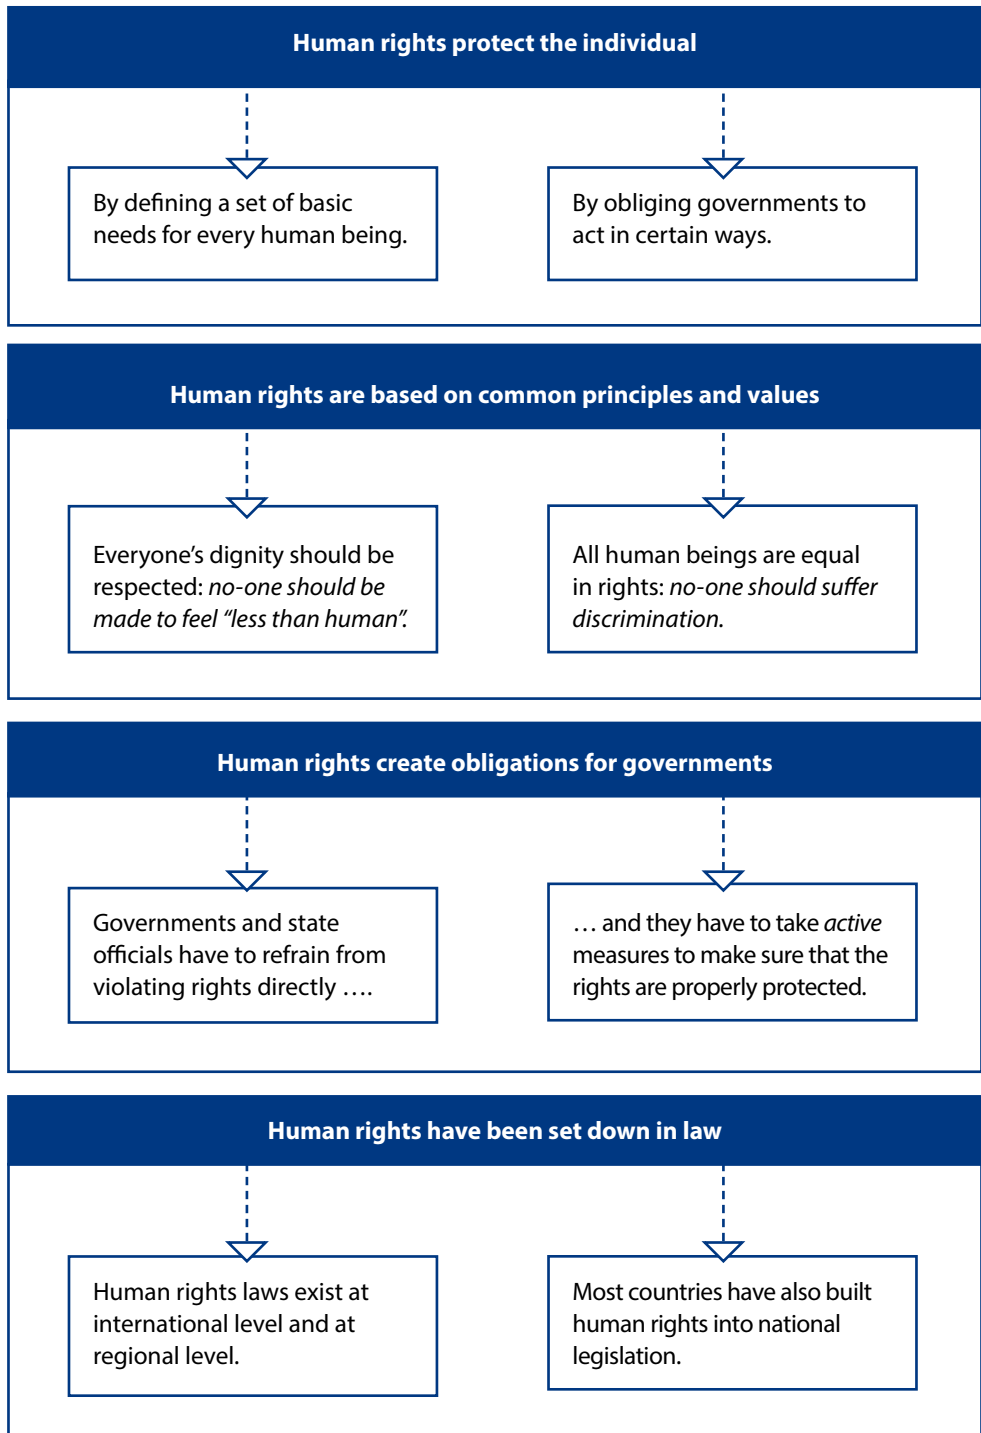 Human rights protect the individual
By defining a set of basic
needs for every human being.
By obliging governments to
act in certain ways.
Human rights are based on common principles and values
Everyone’s dignity should be
respected: no-one should be
made to feel “less than human”.
All human beings are equal
in rights: no-one should suffer
discrimination.
Human rights create obligations for governments
Governments and state
officials have to refrain from
violating rights directly ….
… and they have to take active
measures to make sure that the
rights are properly protected.
Human rights have been set down in law
Human rights laws exist at
international level and at
regional level.
Most countries have also built
human rights into national
legislation.